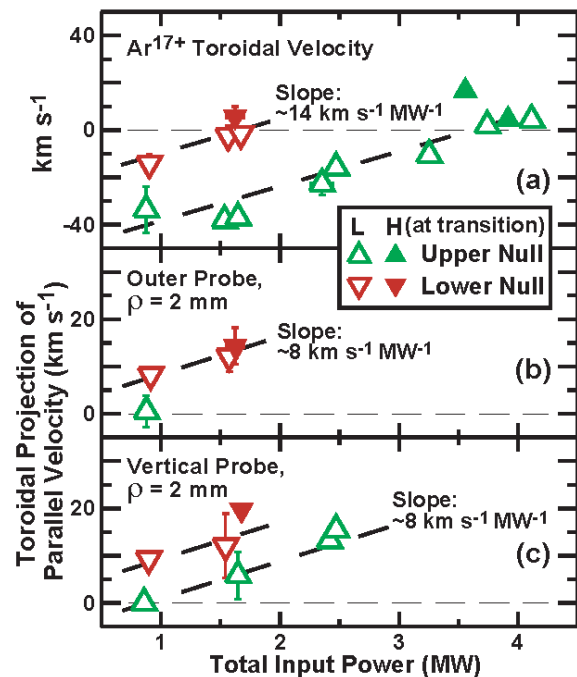 40
Ar17+ Toroidal Velocity
Slope:
~14 km s-1 MW-1
km s-1
0
(a)
-40
L H(at transition)
Upper Null
Lower Null
Outer Probe,
ρ = 2 mm
Slope:
~8 km s-1 MW-1
20
(b)
0
Toroidal Projection of
Parallel Velocity (km s-1)
Vertical Probe,
ρ = 2 mm
Slope:
~8 km s-1 MW-1
20
(c)
0
1 2 3 4
Total Input Power (MW)